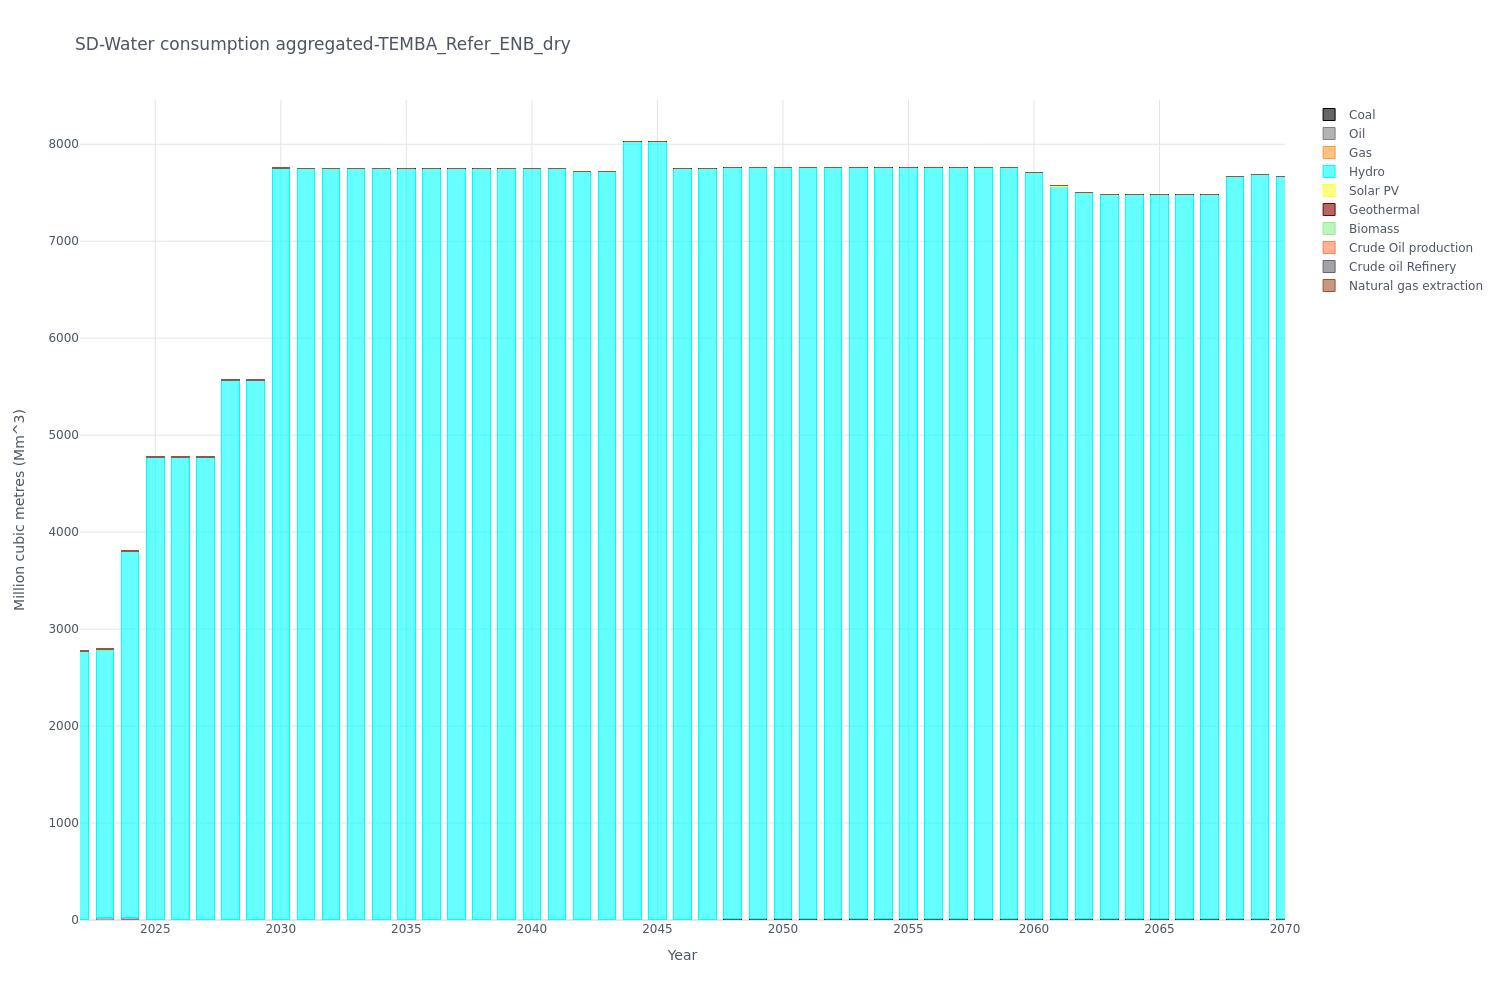 SD-Water consumption aggregated-TEMBA_Refer_ENB_dry
Coal
Oil
Gas
Hydro
Solar PV
Geothermal
Biomass
Crude Oil production
Crude oil Refinery
Natural gas extraction
8000
7000
6000
5000
4000
3000
2000
1000
0
Million cubic metres (Mm^3)
2025 2030 2035 2040 2045 2050 2055 2060 2065 2070
Year